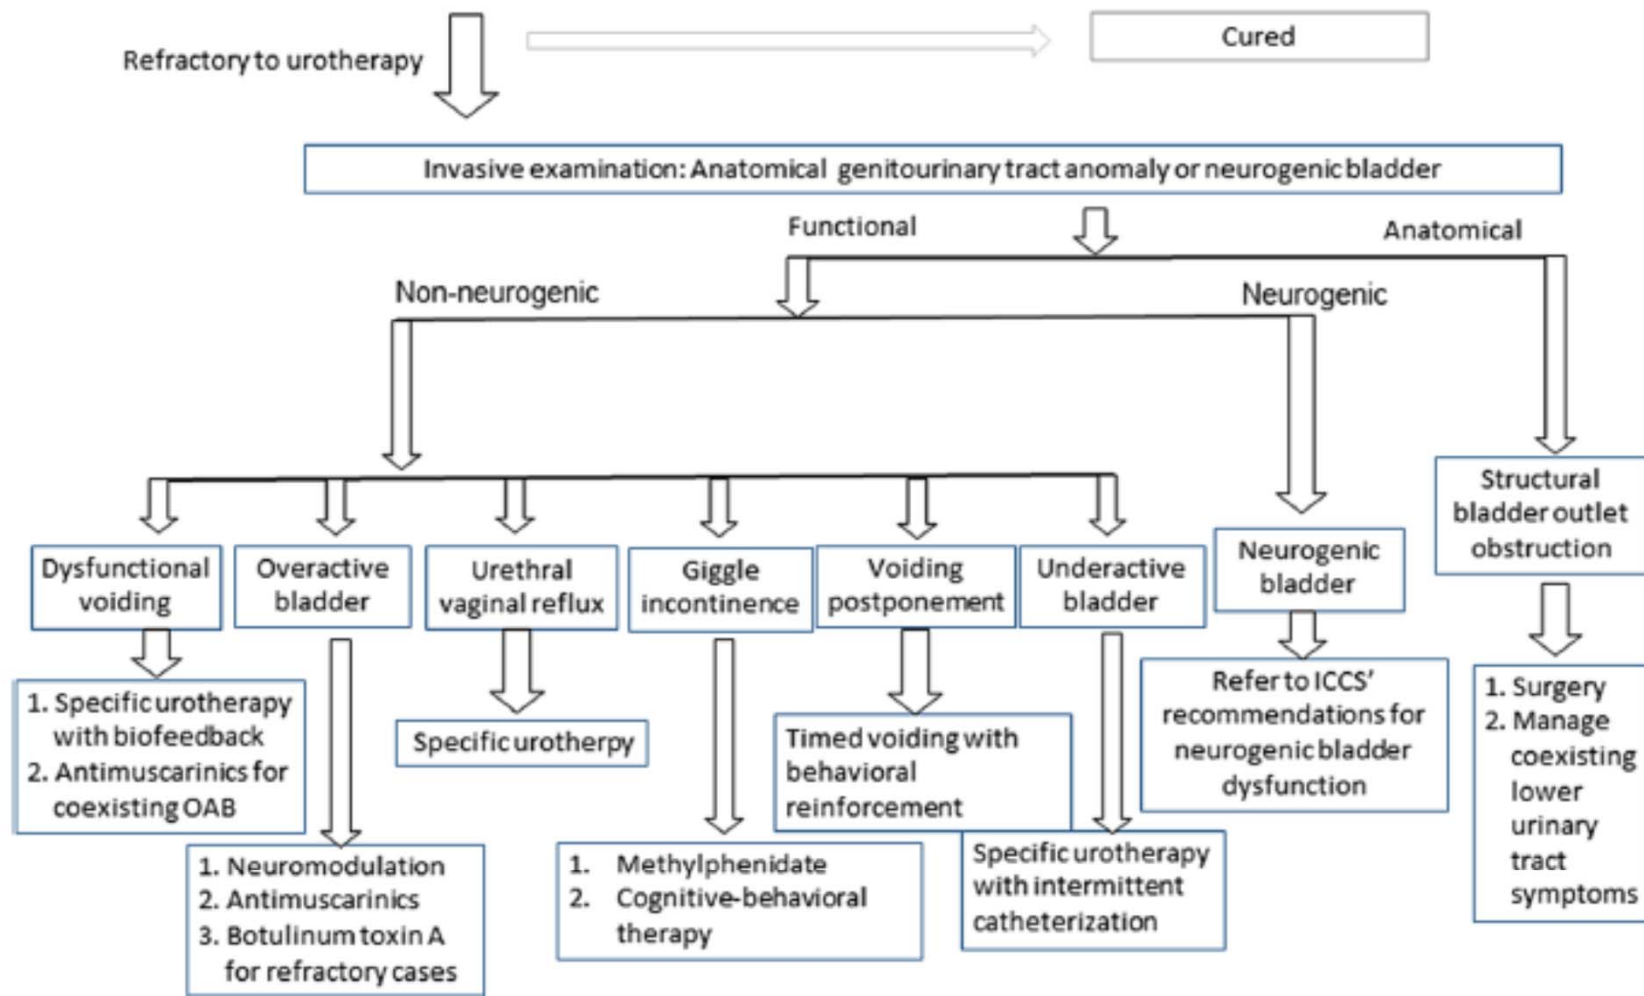 Refractory to urotherapy
Cured
Invasive examination: Anatomical genitourinary tract anomaly or neurogenic bladder
Functional
Anatomical
Non-neurogenic
Neurogenic
Dysfunctional
voiding
Overactive
bladder
Urethral
vaginal reflux
Giggle
incontinence
Voiding
postponement
Underactive
bladder
Neurogenic
bladder
Structural
bladder outlet
obstruction
1. Specific urotherapy
with biofeedback
2. Antimuscarinics for
coexisting OAB
1. Neuromodulation
2. Antimuscarinics
3. Botulinum toxin A
for refractory cases
Specific urotherpy
1. Methylphenidate
2. Cognitive-behavioral
therapy
Timed voiding with
behavioral
reinforcement
Specific urotherapy
with intermittent
catheterization
Refer to ICCS'
recommendations for
neurogenic bladder
dysfunction
1. Surgery
2. Manage
coexisting
lower
urinary
tract
symptoms